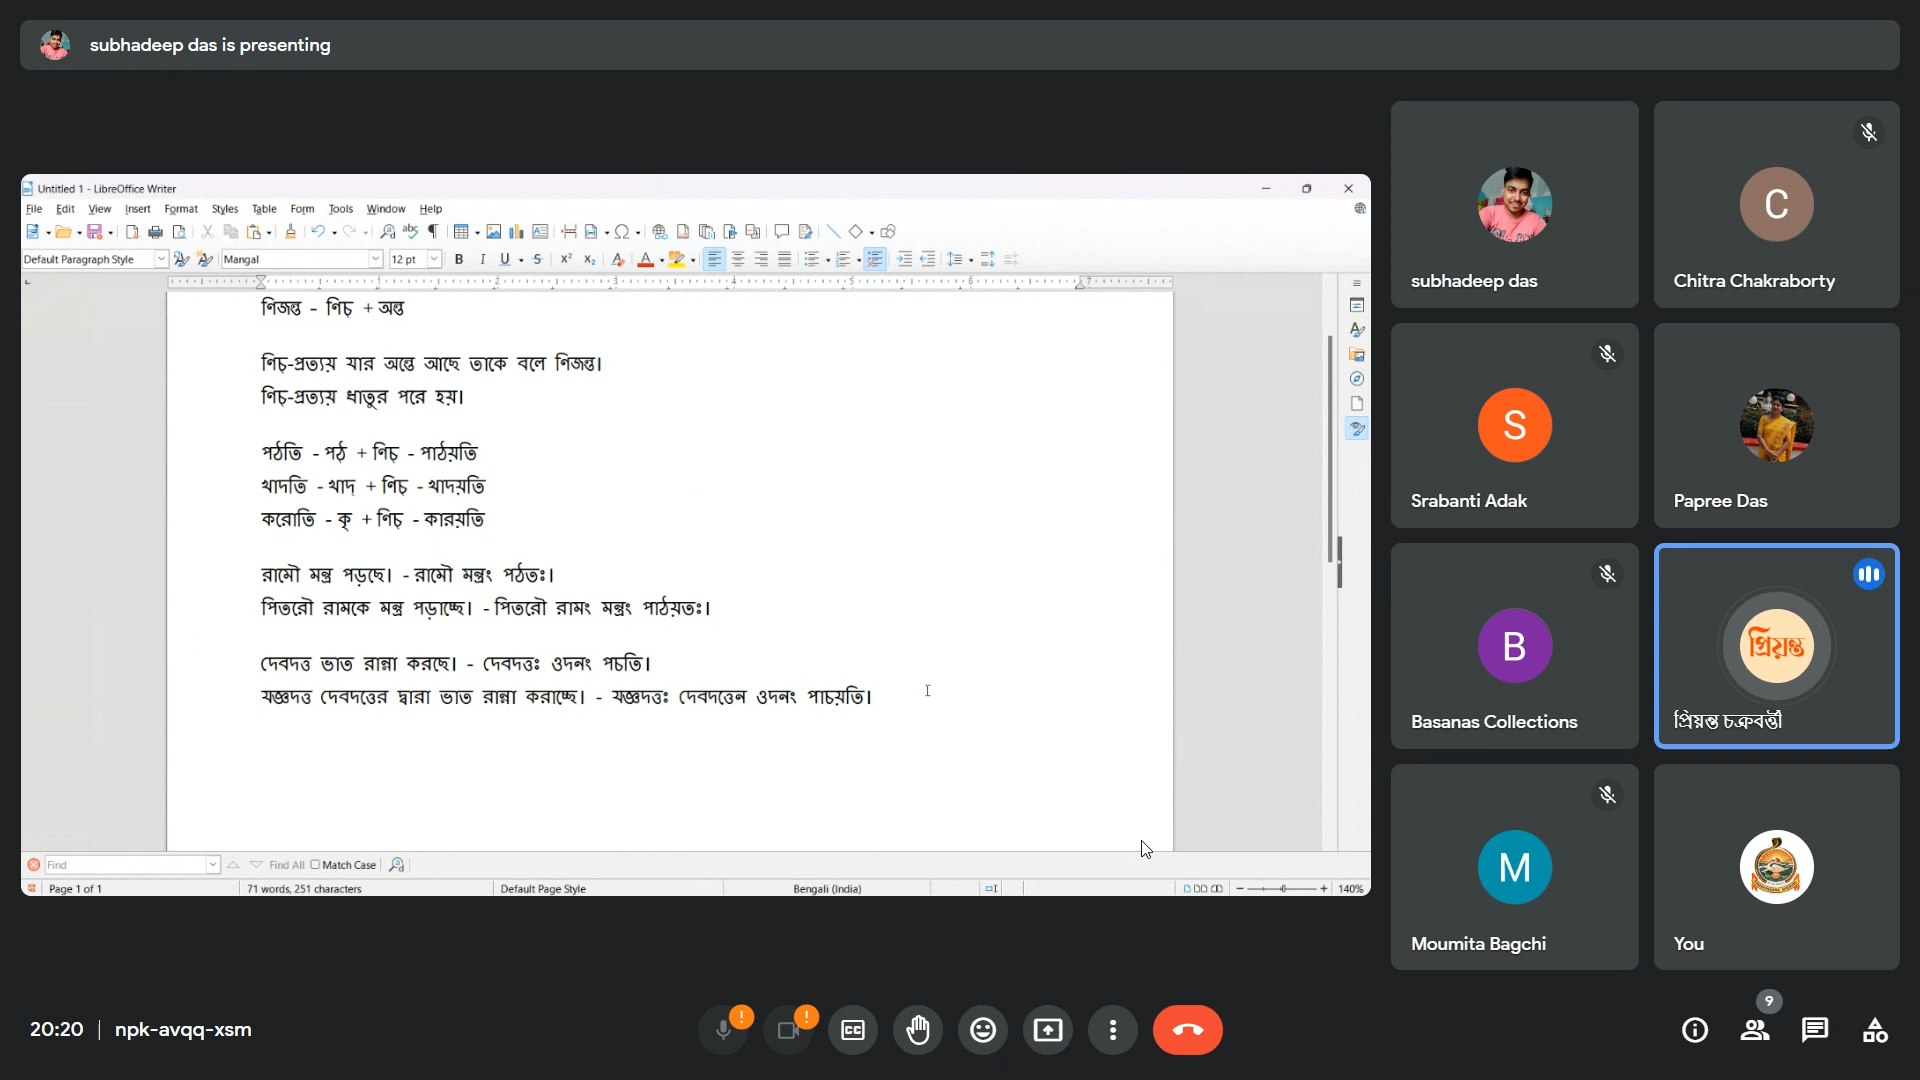 subhadeep das is presenting
Untitled 1 - LibreOffice Writer
File Edit View Insert Format Styles Table Form Tools Window Help
Default Paragraph Style Mangal 12 pt
ণিজন্ত - ণিচ্ + অন্ত
ণিচ্-প্রত্যয় যার অন্তে আছে তাকে বলে ণিজন্ত।
ণিচ্-প্রত্যয় ধাতুর পরে হয়।
পঠতি - পঠ্ + ণিচ্ - পাঠয়তি
খাদতি - খাদ্ + ণিচ্ - খাদয়তি
করোতি - কৃ + ণিচ্ - কারয়তি
রামৌ মন্ত্র পড়ছে। - রামৌ মন্ত্রং পঠতঃ।
পিতরৌ রামকে মন্ত্র পড়াচ্ছে। - পিতরৌ রামং মন্ত্রং পাঠয়তঃ।
দেবদত্ত ভাত রান্না করছে। - দেবদত্তঃ ওদনং পচতি।
যজ্ঞদত্ত দেবদত্তের দ্বারা ভাত রান্না করাচ্ছে। - যজ্ঞদত্তঃ দেবদত্তেন ওদনং পাচয়তি।
Find Find All Match Case
Page 1 of 1 71 words, 251 characters Default Page Style Bengali (India) 140%
subhadeep das
C
Chitra Chakraborty
S
Srabanti Adak
Papree Das
B
Basanas Collections
প্রিয়ন্ত
প্রিয়ন্ত চক্রবর্ত্তী
M
Moumita Bagchi
You
20:20 | npk-avqq-xsm
9